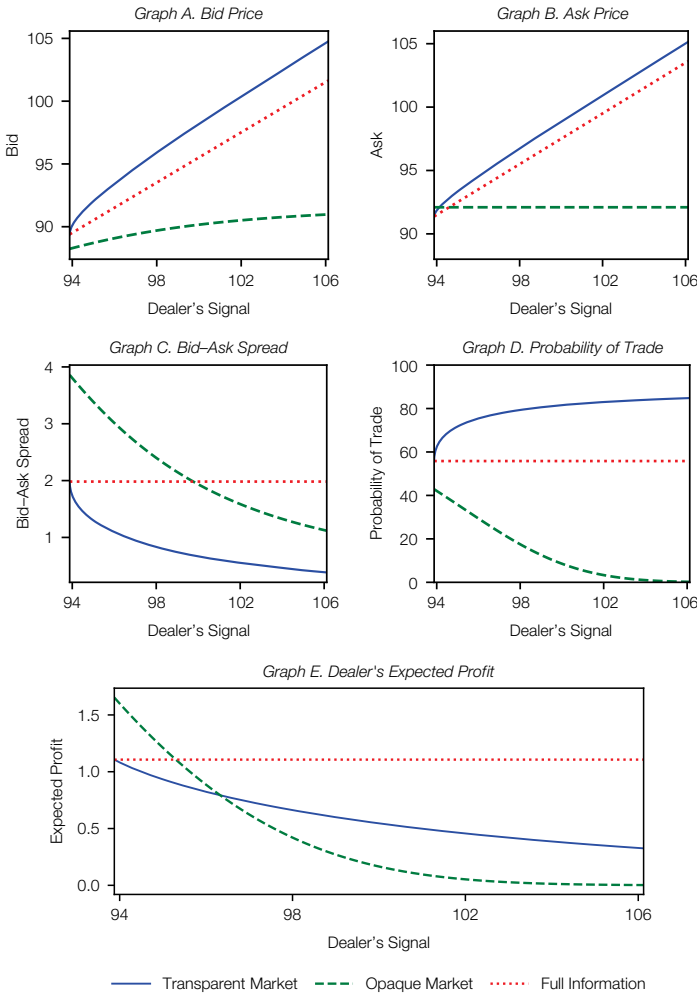 Graph A. Bid Price
Graph B. Ask Price
105
100
95
90
Bid
94 98 102 106
Dealer's Signal
105
100
95
90
Ask
94 98 102 106
Dealer's Signal
Graph C. Bid–Ask Spread
Graph D. Probability of Trade
4
3
2
1
Bid–Ask Spread
94 98 102 106
Dealer's Signal
100
80
60
40
20
0
Probability of Trade
94 98 102 106
Dealer's Signal
Graph E. Dealer's Expected Profit
1.5
1.0
0.5
0.0
Expected Profit
94 98 102 106
Dealer's Signal
Transparent Market Opaque Market Full Information